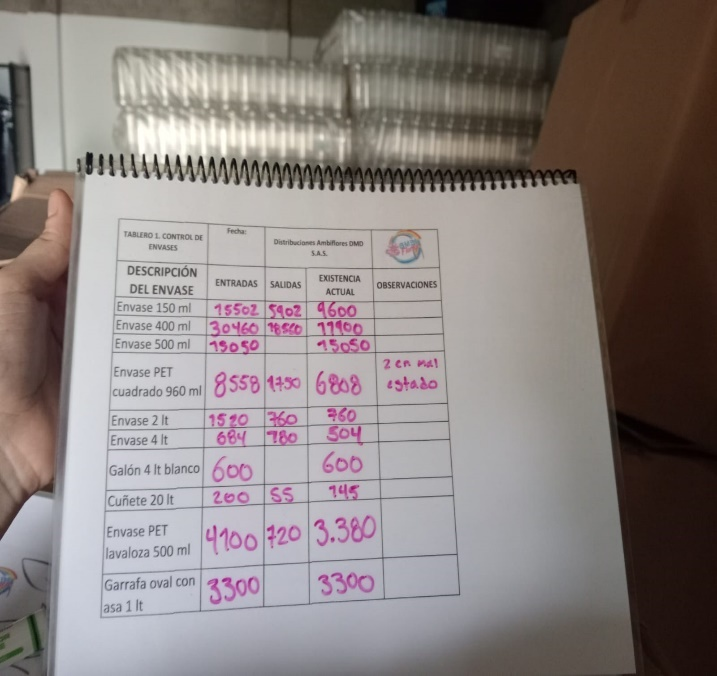 TABLERO 1. CONTROL DE
ENVASES
Fecha:
Distribuciones Ambiflores DMD
S.A.S.
DESCRIPCIÓN
DEL ENVASE
ENTRADAS
SALIDAS
EXISTENCIA
ACTUAL
OBSERVACIONES
Envase 150 ml 15502 5902 9600
Envase 400 ml 30460 18560 11900
Envase 500 ml 15050 15050
Envase PET
cuadrado 960 ml 8558 1750 6808
2 en mal
estado
Envase 2 lt 1520 760 760
Envase 4 lt 684 180 504
Galón 4 lt blanco 600 600
Cuñete 20 lt 200 55 145
Envase PET
lavaloza 500 ml 4100 720 3.380
Garrafa oval con
asa 1 lt 3300 3300